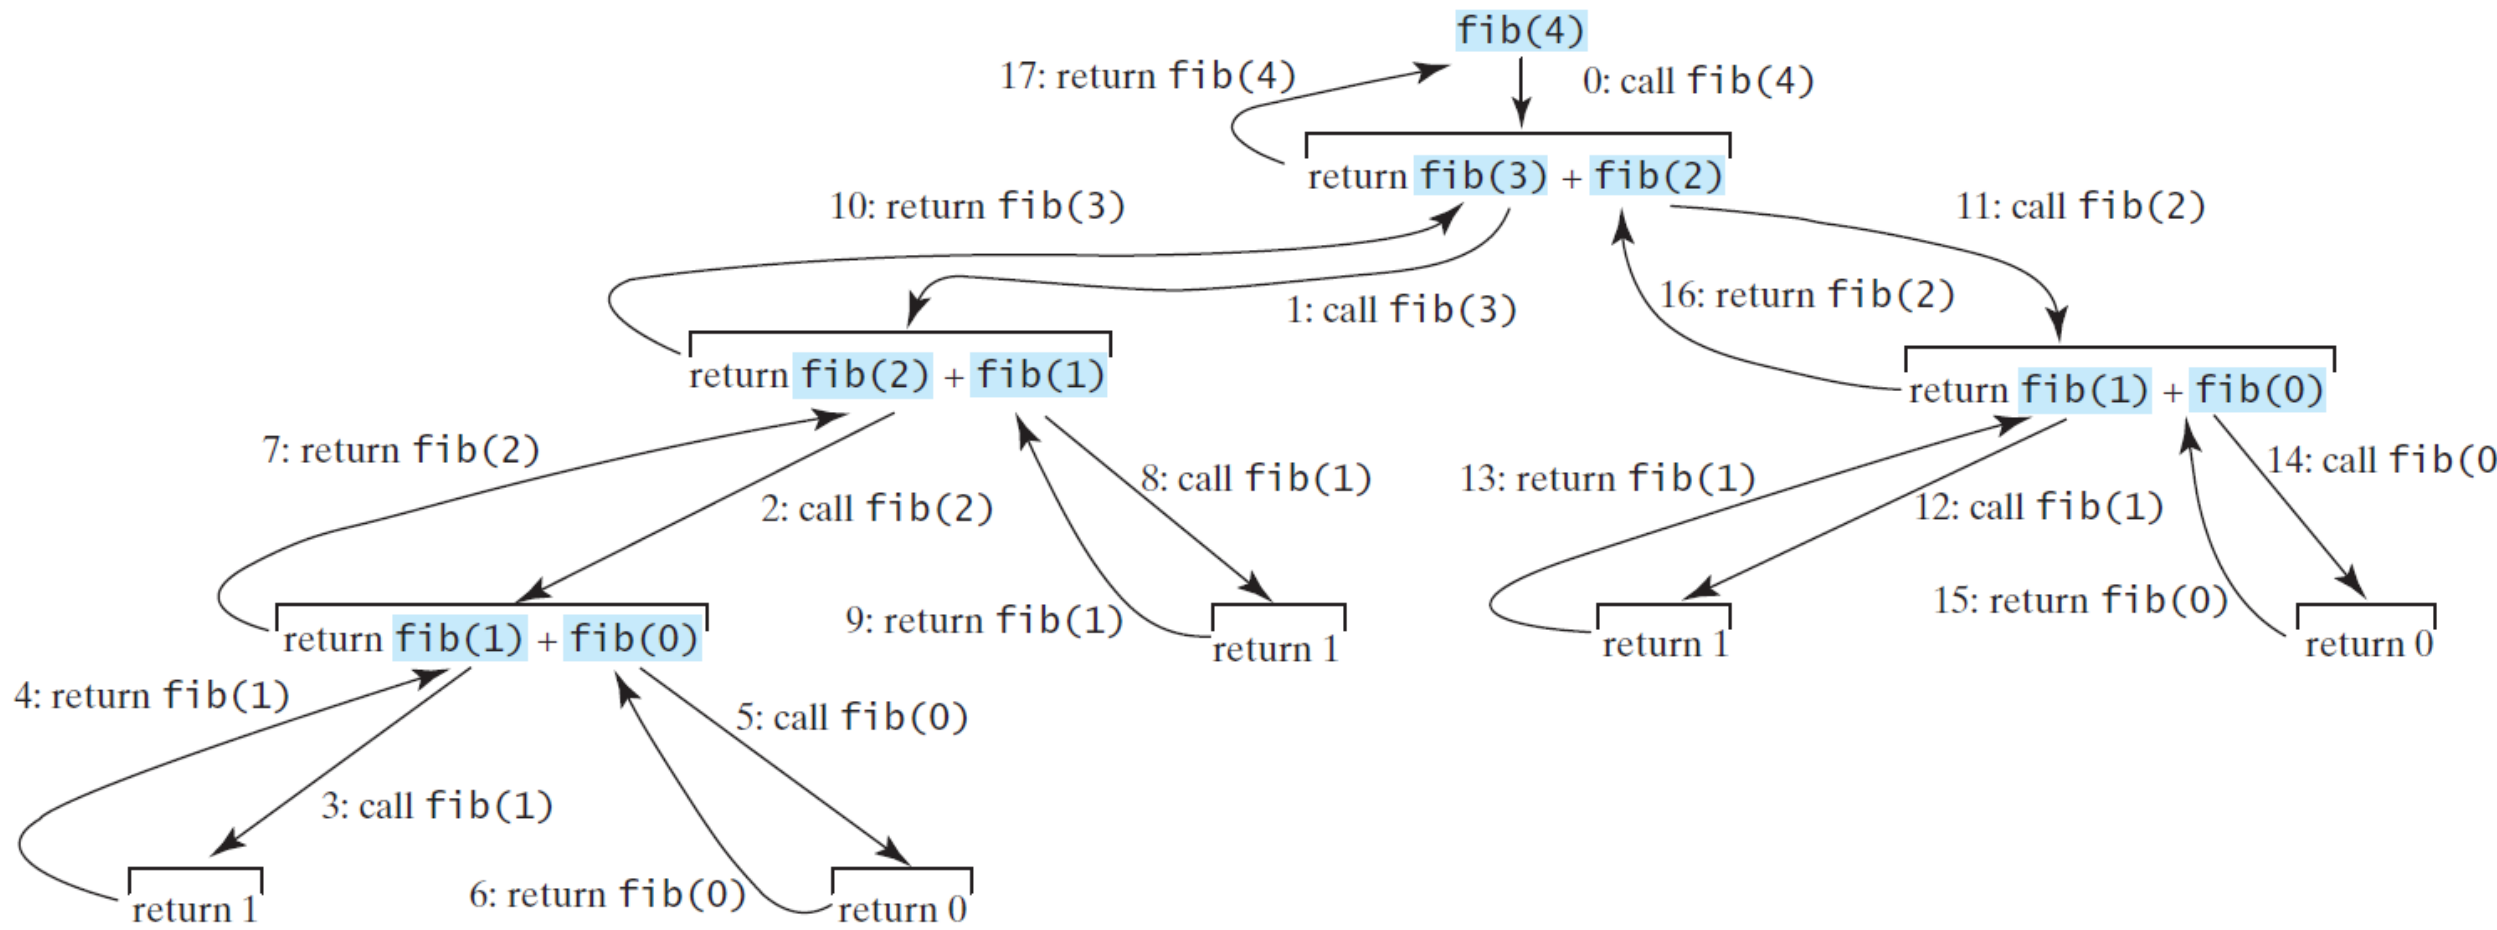 fib(4)
17: return fib(4)
0: call fib(4)
return fib(3) + fib(2)
10: return fib(3)
11: call fib(2)
1: call fib(3)
16: return fib(2)
return fib(2) + fib(1)
return fib(1) + fib(0)
7: return fib(2)
2: call fib(2)
8: call fib(1)
13: return fib(1)
12: call fib(1)
14: call fib(0
9: return fib(1)
15: return fib(0)
return fib(1) + fib(0)
return 1
return 1
return 0
4: return fib(1)
5: call fib(0)
3: call fib(1)
6: return fib(0)
return 1
return 0